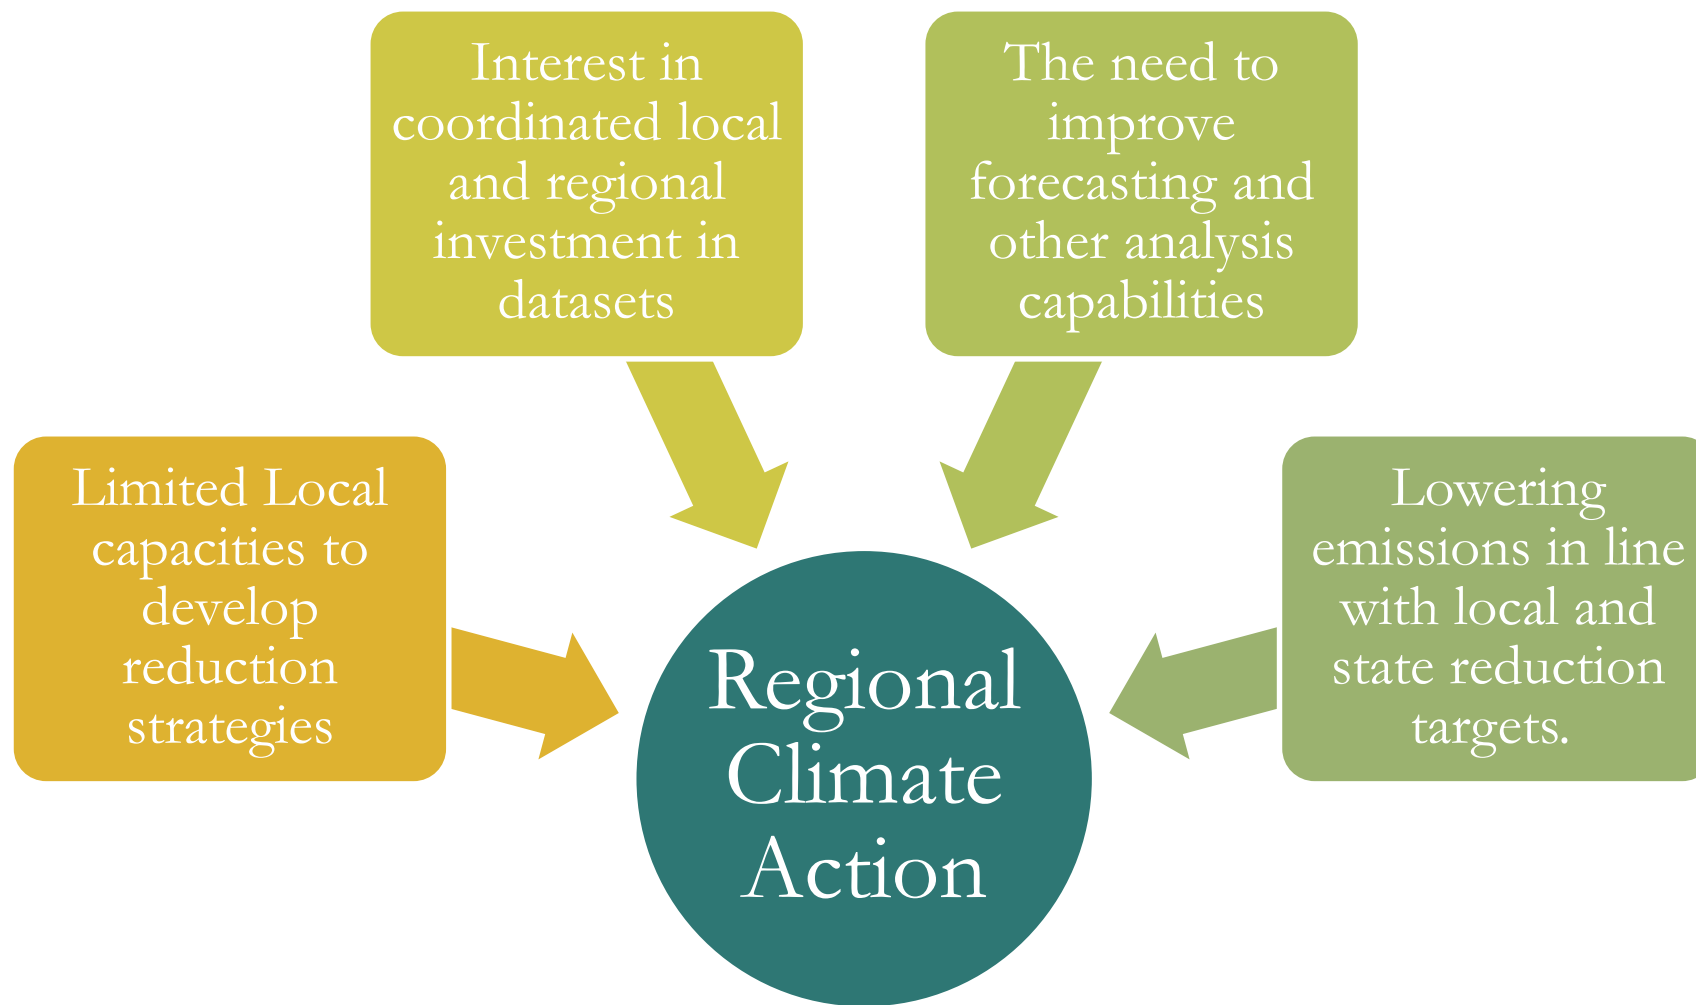 Interest in
coordinated local
and regional
investment in
datasets
The need to
improve
forecasting and
other analysis
capabilities
Limited Local
capacities to
develop
reduction
strategies
Lowering
emissions in line
with local and
state reduction
targets.
Regional
Climate
Action